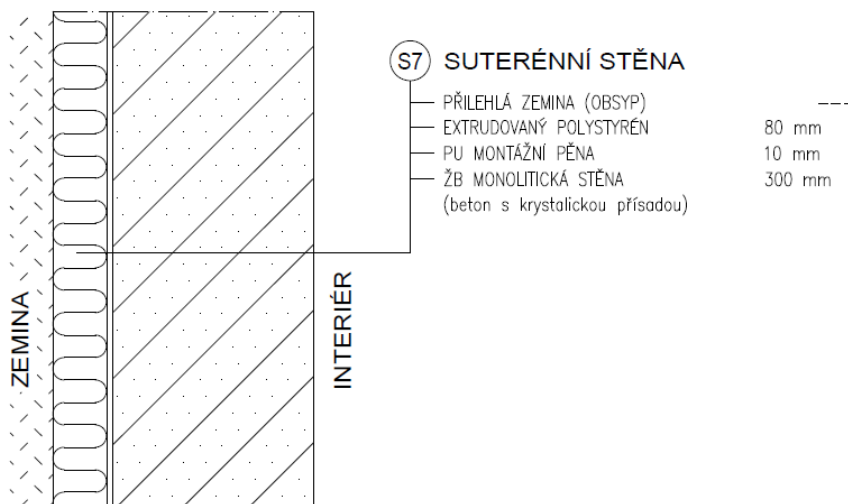 S7 SUTERÉNNÍ STĚNA
PŘILEHLÁ ZEMINA (OBSYP) ---
EXTRUDOVANÝ POLYSTYRÉN 80 mm
PU MONTÁŽNÍ PĚNA 10 mm
ŽB MONOLITICKÁ STĚNA 300 mm
(beton s krystalickou přísadou)
ZEMINA
INTERIÉR